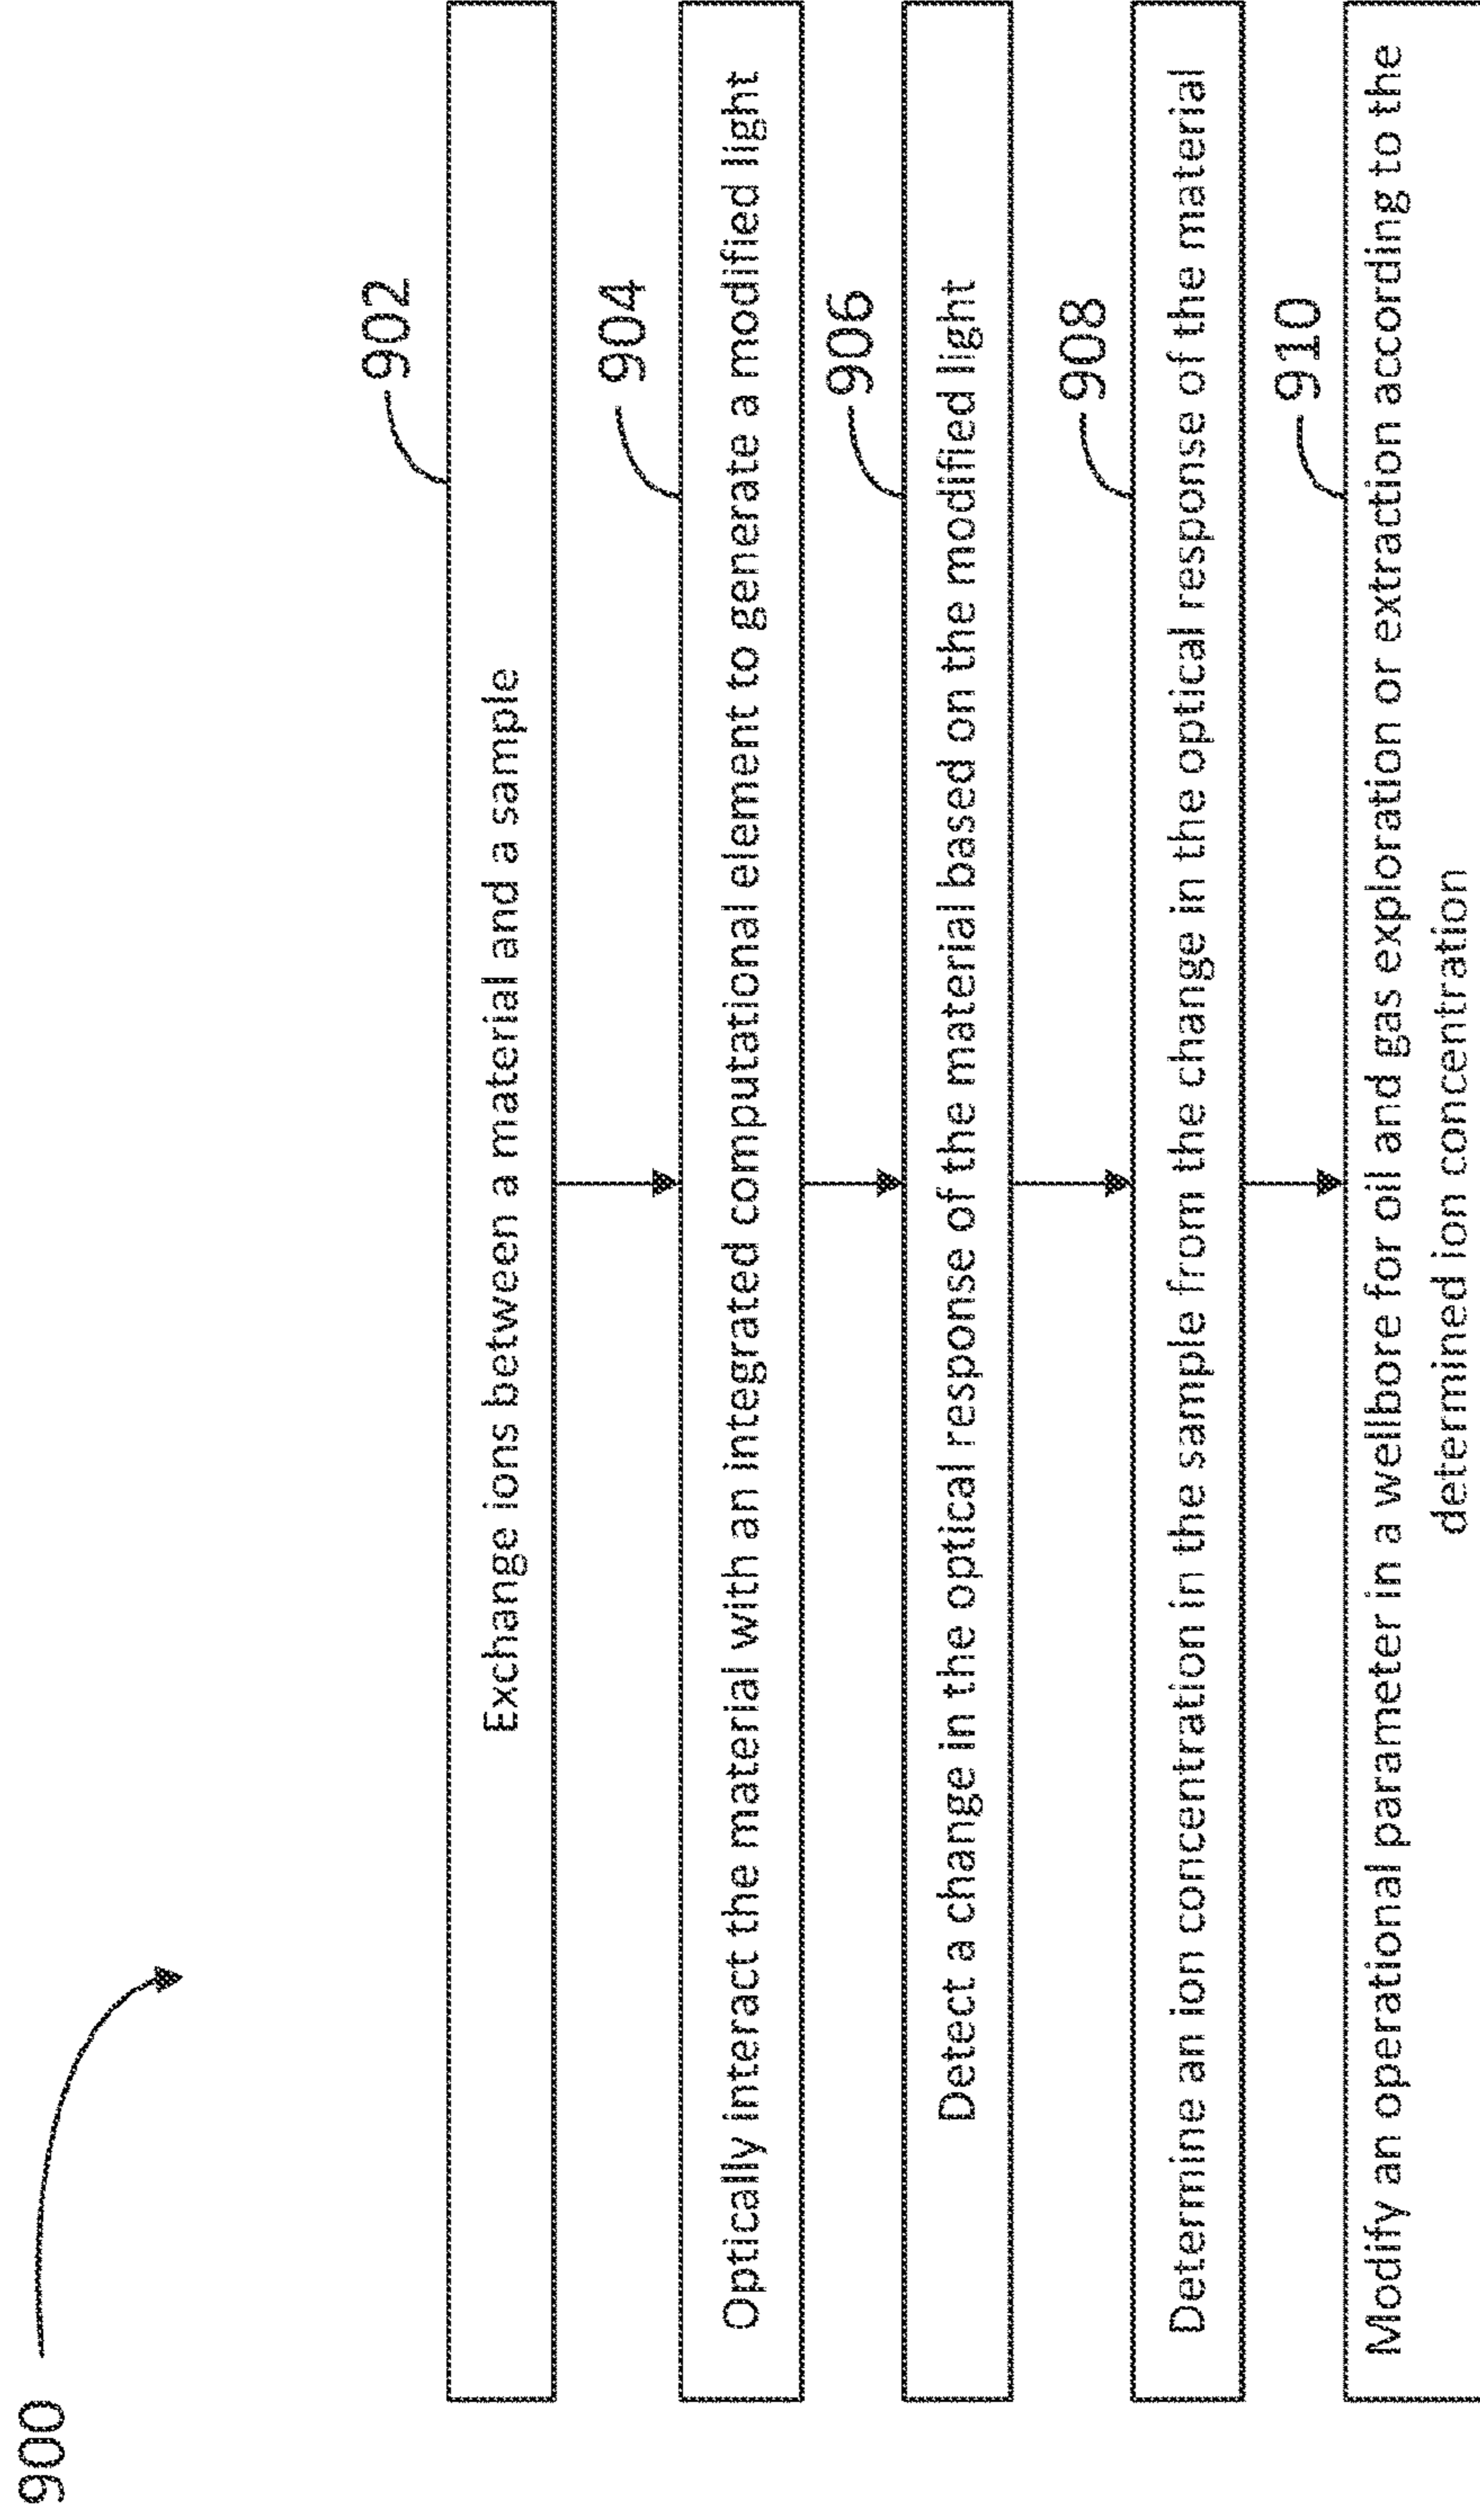 900
902
Exchange ions between a material and a sample
904
Optically interact the material with an integrated computational element to generate a modified light
906
Detect a change in the optical response of the material based on the modified light
908
Determine an ion concentration in the sample from the change in the optical response of the material
910
Modify an operational parameter in a wellbore for oil and gas exploration or extraction according to the
determined ion concentration